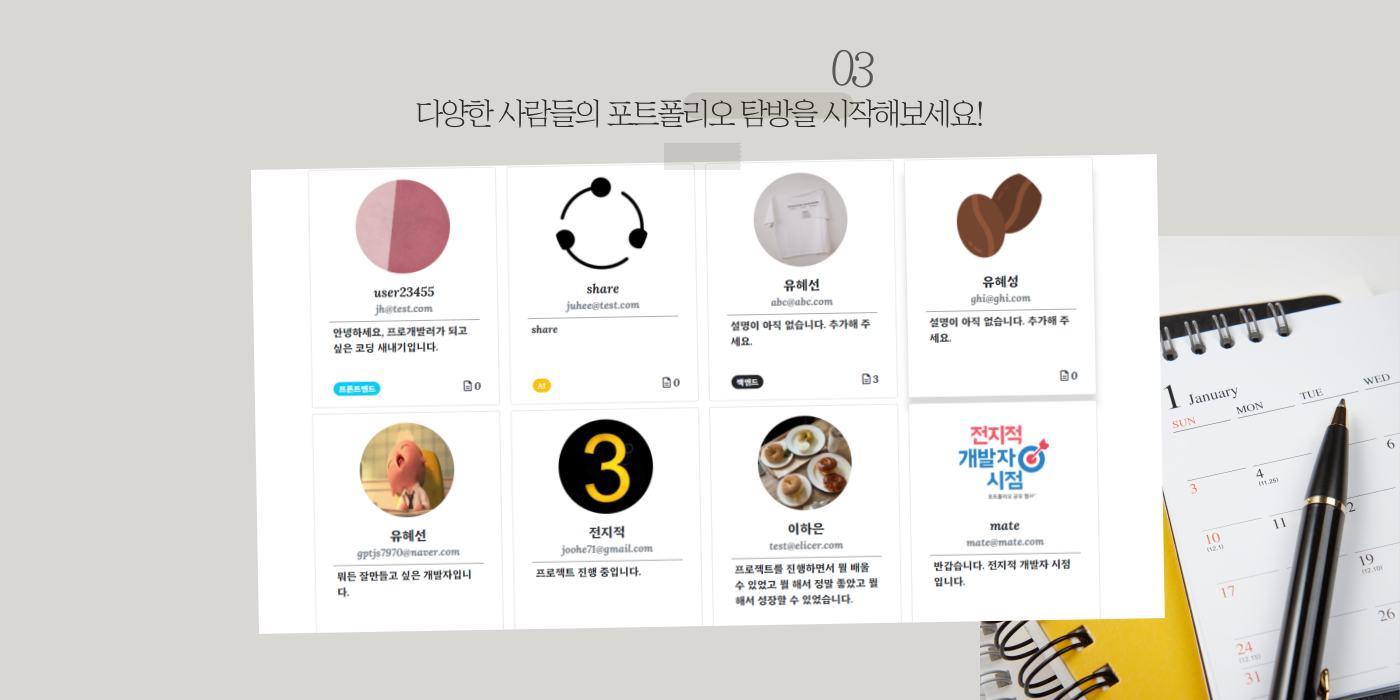 03
다양한 사람들의 포트폴리오 탐방을 시작해보세요!
user23455
jh@test.com
안녕하세요, 프로개발러가 되고
싶은 코딩 새내기입니다.
프론트엔드
0
share
juhee@test.com
share
AI
0
유혜선
abc@abc.com
설명이 아직 없습니다. 추가해 주
세요.
백엔드
3
유혜성
ghi@ghi.com
설명이 아직 없습니다. 추가해 주
세요.
0
유혜선
gptjs7970@naver.com
뭐든 잘만들고 싶은 개발자입니
다.
3
전지적
joohe71@gmail.com
프로젝트 진행 중입니다.
이하은
test@elicer.com
프로젝트를 진행하면서 뭘 배울
수 있었고 뭘 해서 정말 좋았고 뭘
해서 성장할 수 있었습니다.
전지적
개발자
시점
포트폴리오 공유 웹서비스
mate
mate@mate.com
반갑습니다. 전지적 개발자 시점
입니다.
1 January
SUN MON TUE WED
6
3 4
(11.25)
10 11 12
(12.1)
19
(12.10)
17
26
24
(12.15)
31